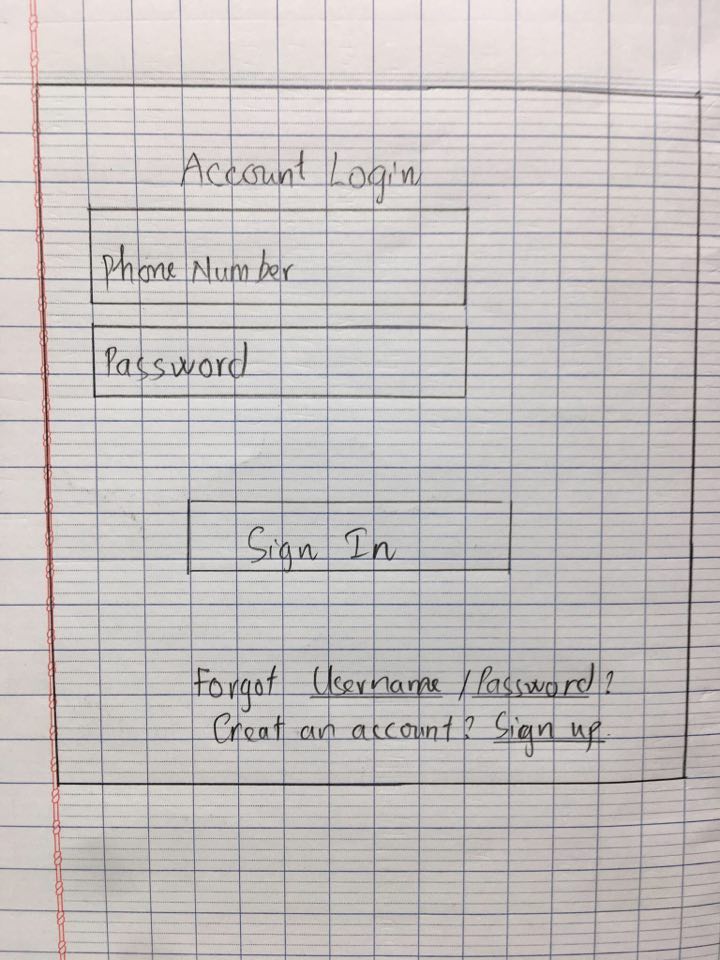 Account Login
Phone Number
Password
Sign In
Forgot Username / Password?
Creat an account? Sign up.